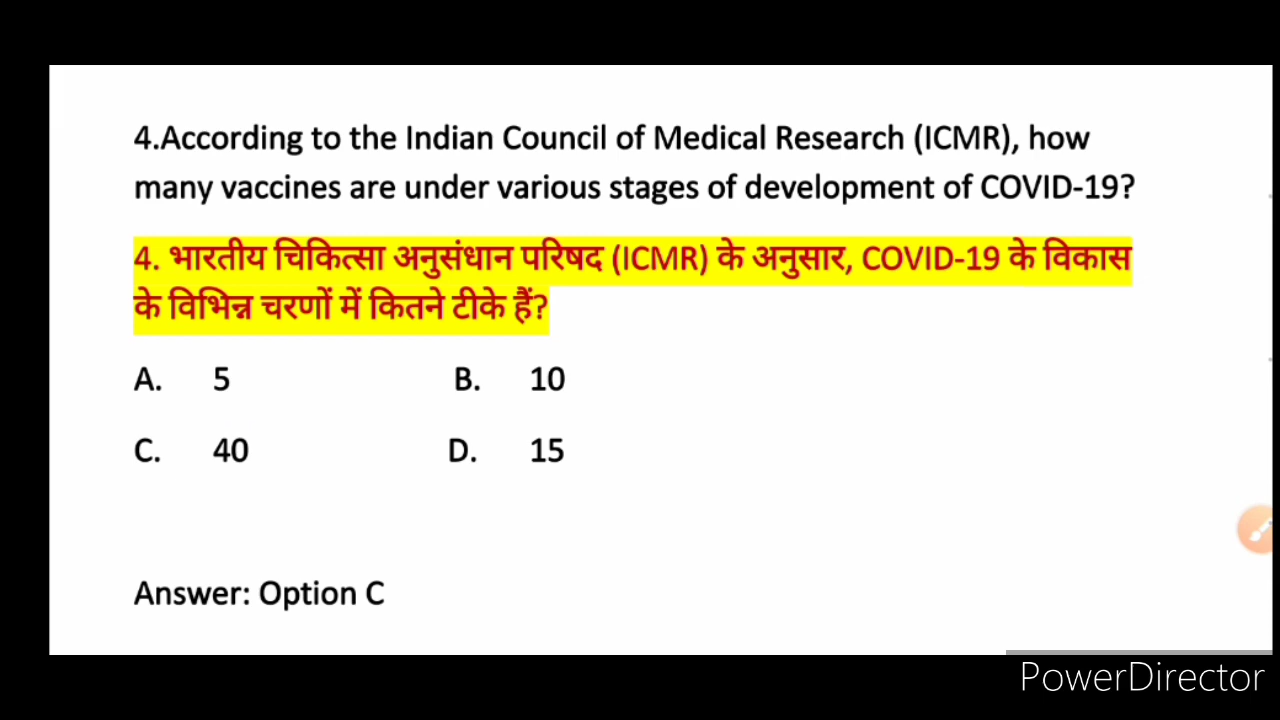 4.According to the Indian Council of Medical Research (ICMR), how
many vaccines are under various stages of development of COVID-19?
4. भारतीय चिकित्सा अनुसंधान परिषद (ICMR) के अनुसार, COVID-19 के विकास
के विभिन्न चरणों में कितने टीके हैं?
A. 5 B. 10
C. 40 D. 15
Answer: Option C
PowerDirector